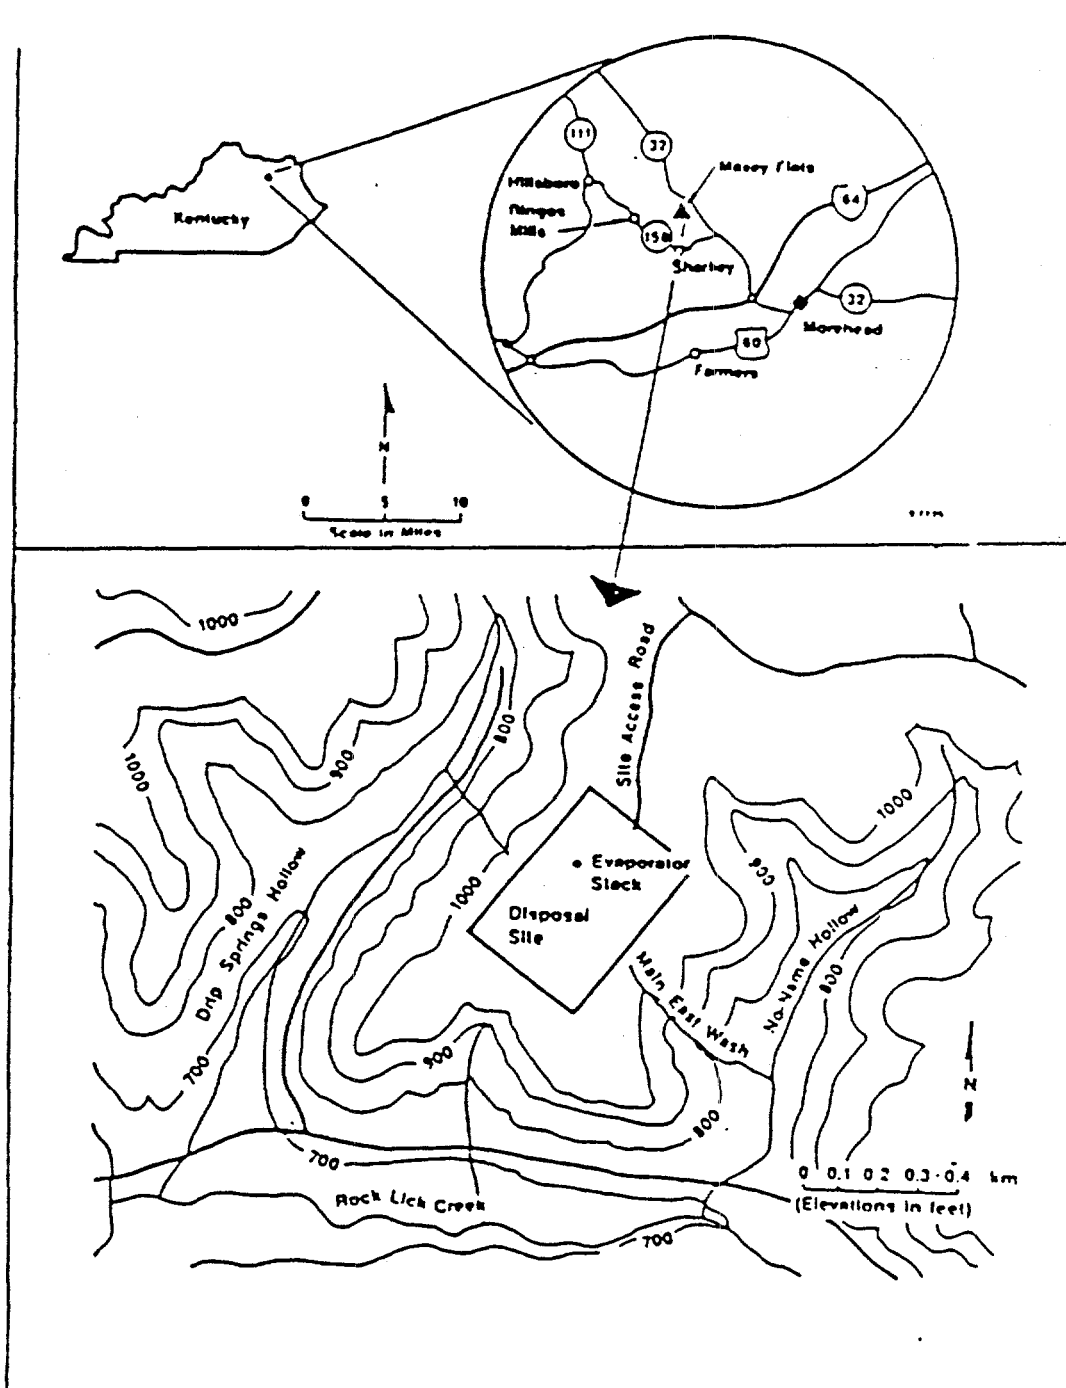 Kentucky
111
32
Maxey Flats
Hillsboro
Ringos
Mills
158
Sharkey
64
32
Morehead
60
Farmers
N
0 5 10
Scale in Miles
1000
1000
900
800
Site Access Road
1000
Evaporator
Stack
Disposal
Site
1000
900
800
Drip Springs Hollow
700
Main East Wash
No-Name Hollow
800
900
800
N
700
Rock Lick Creek
700
0 0.1 0.2 0.3 0.4 km
(Elevations in feet)